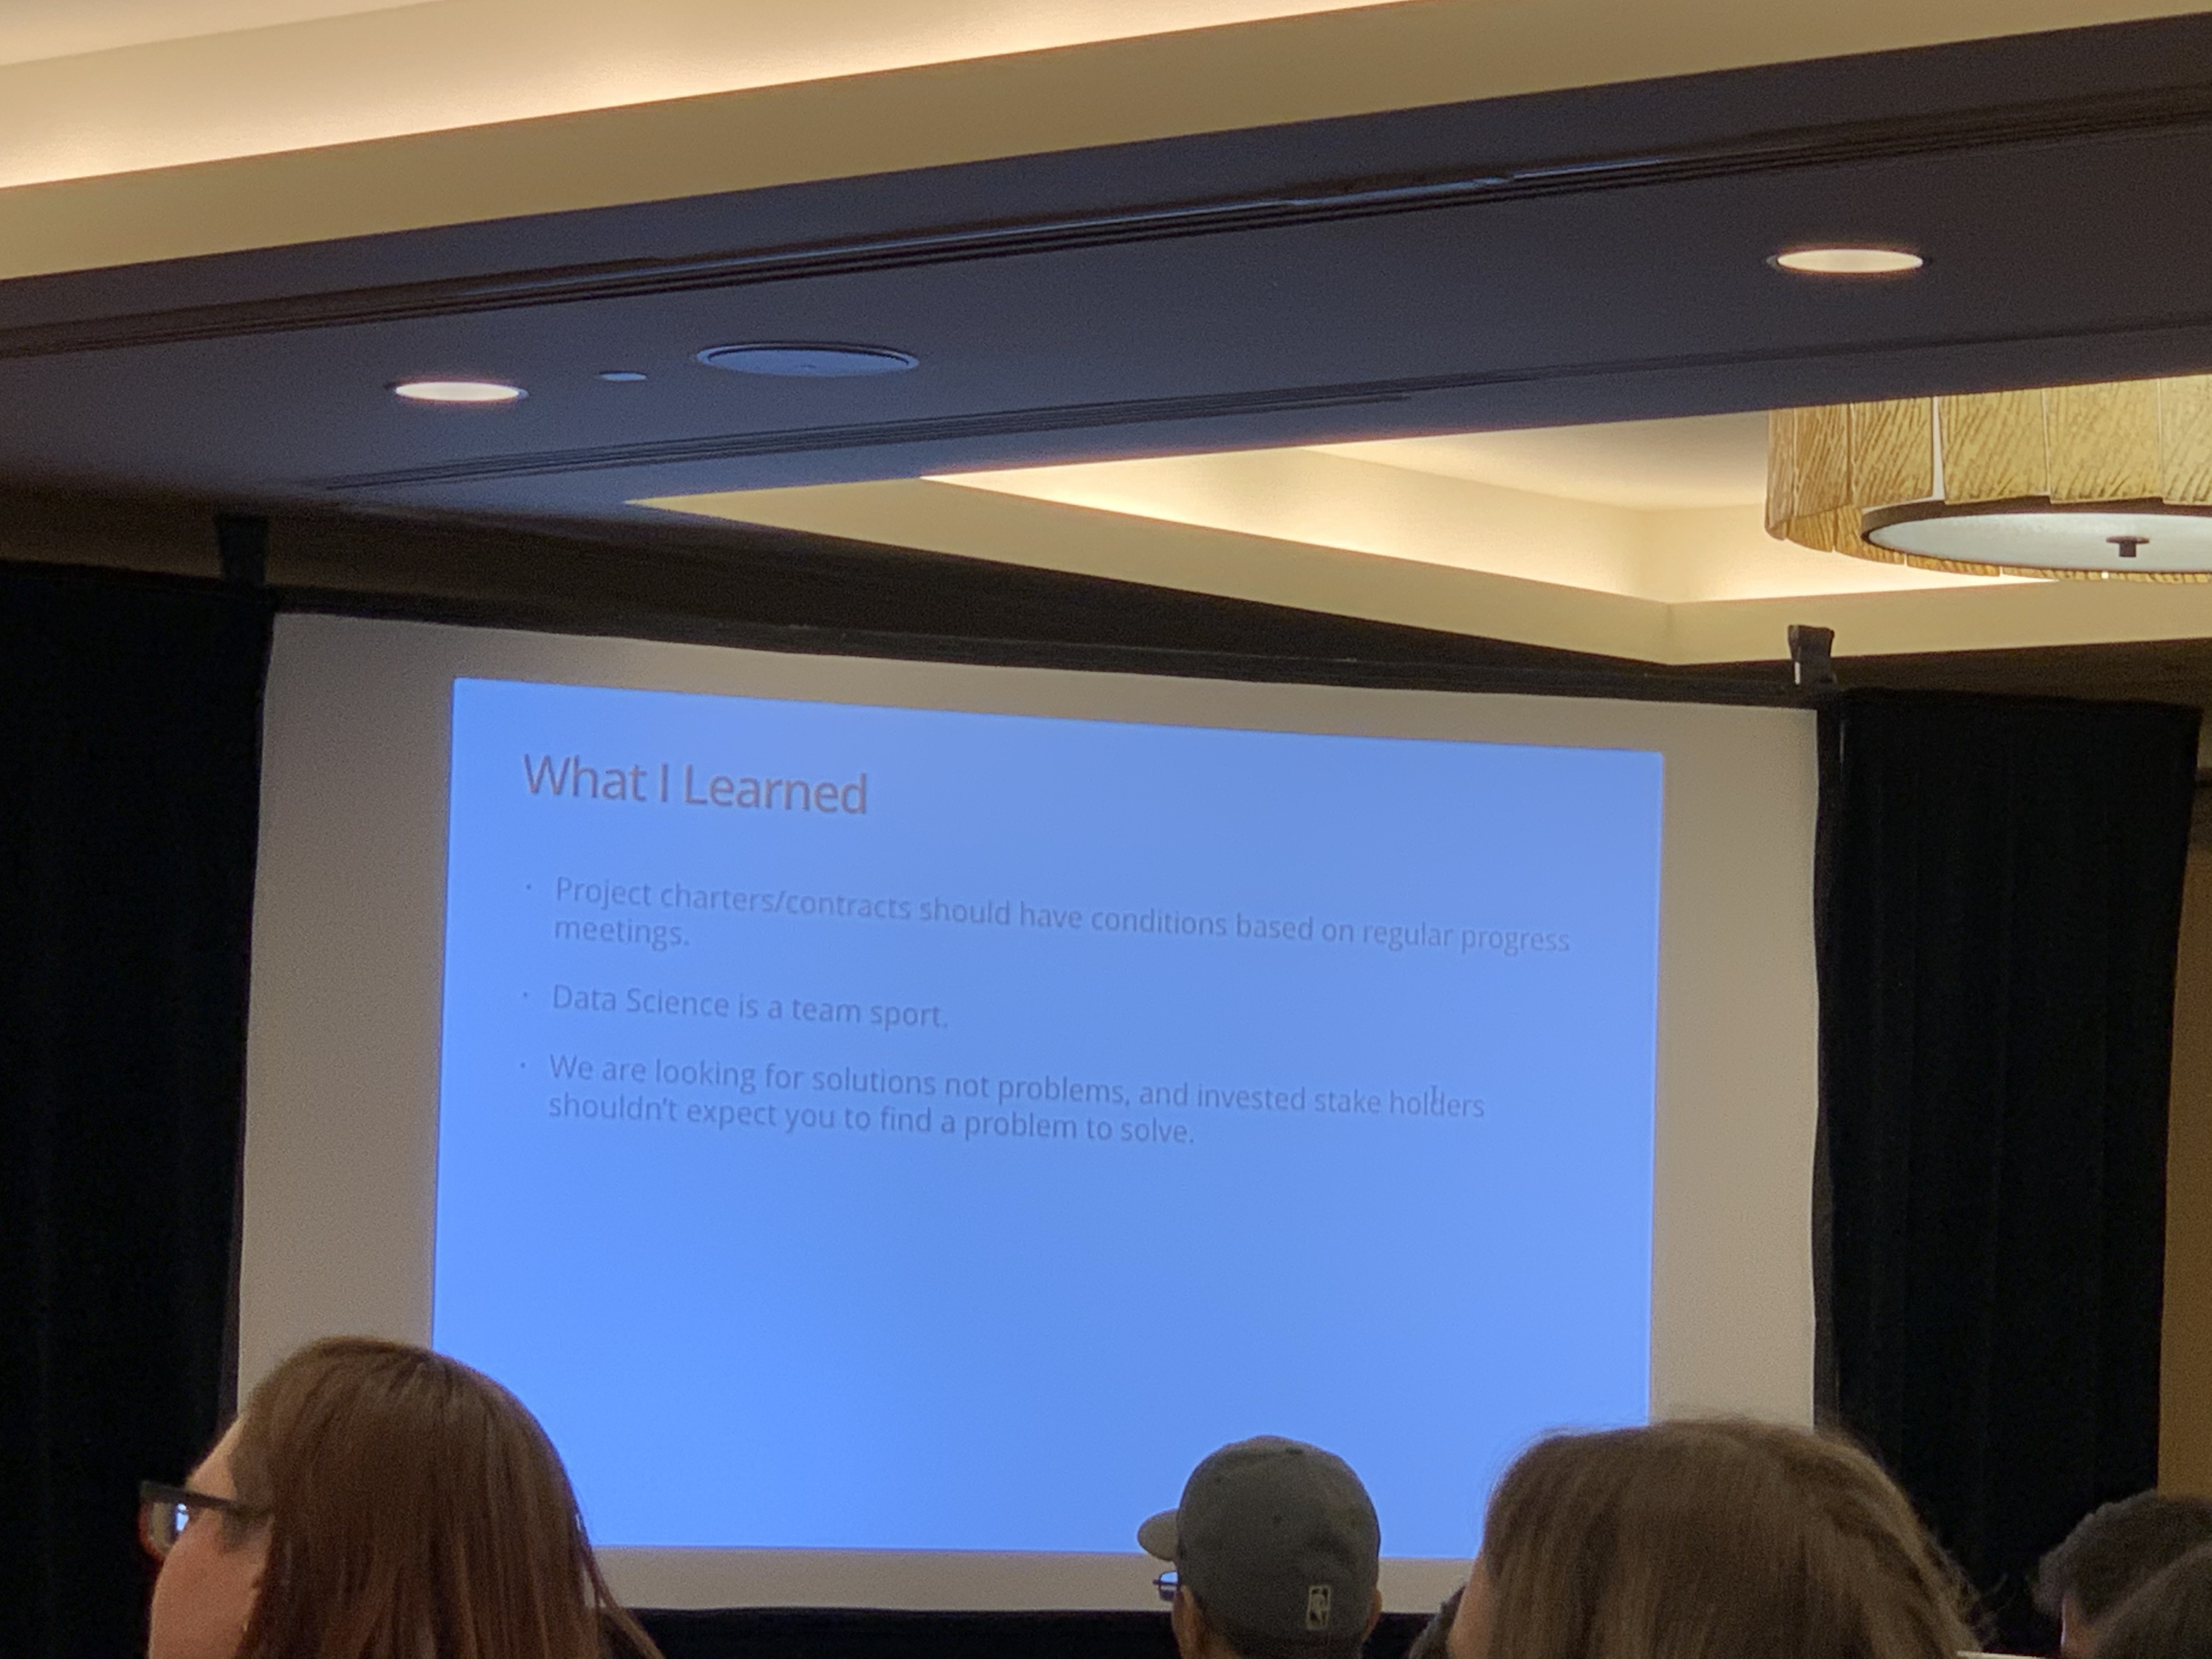 What I Learned
· Project charters/contracts should have conditions based on regular progress
meetings.
· Data Science is a team sport.
· We are looking for solutions not problems, and invested stake holders
shouldn't expect you to find a problem to solve.